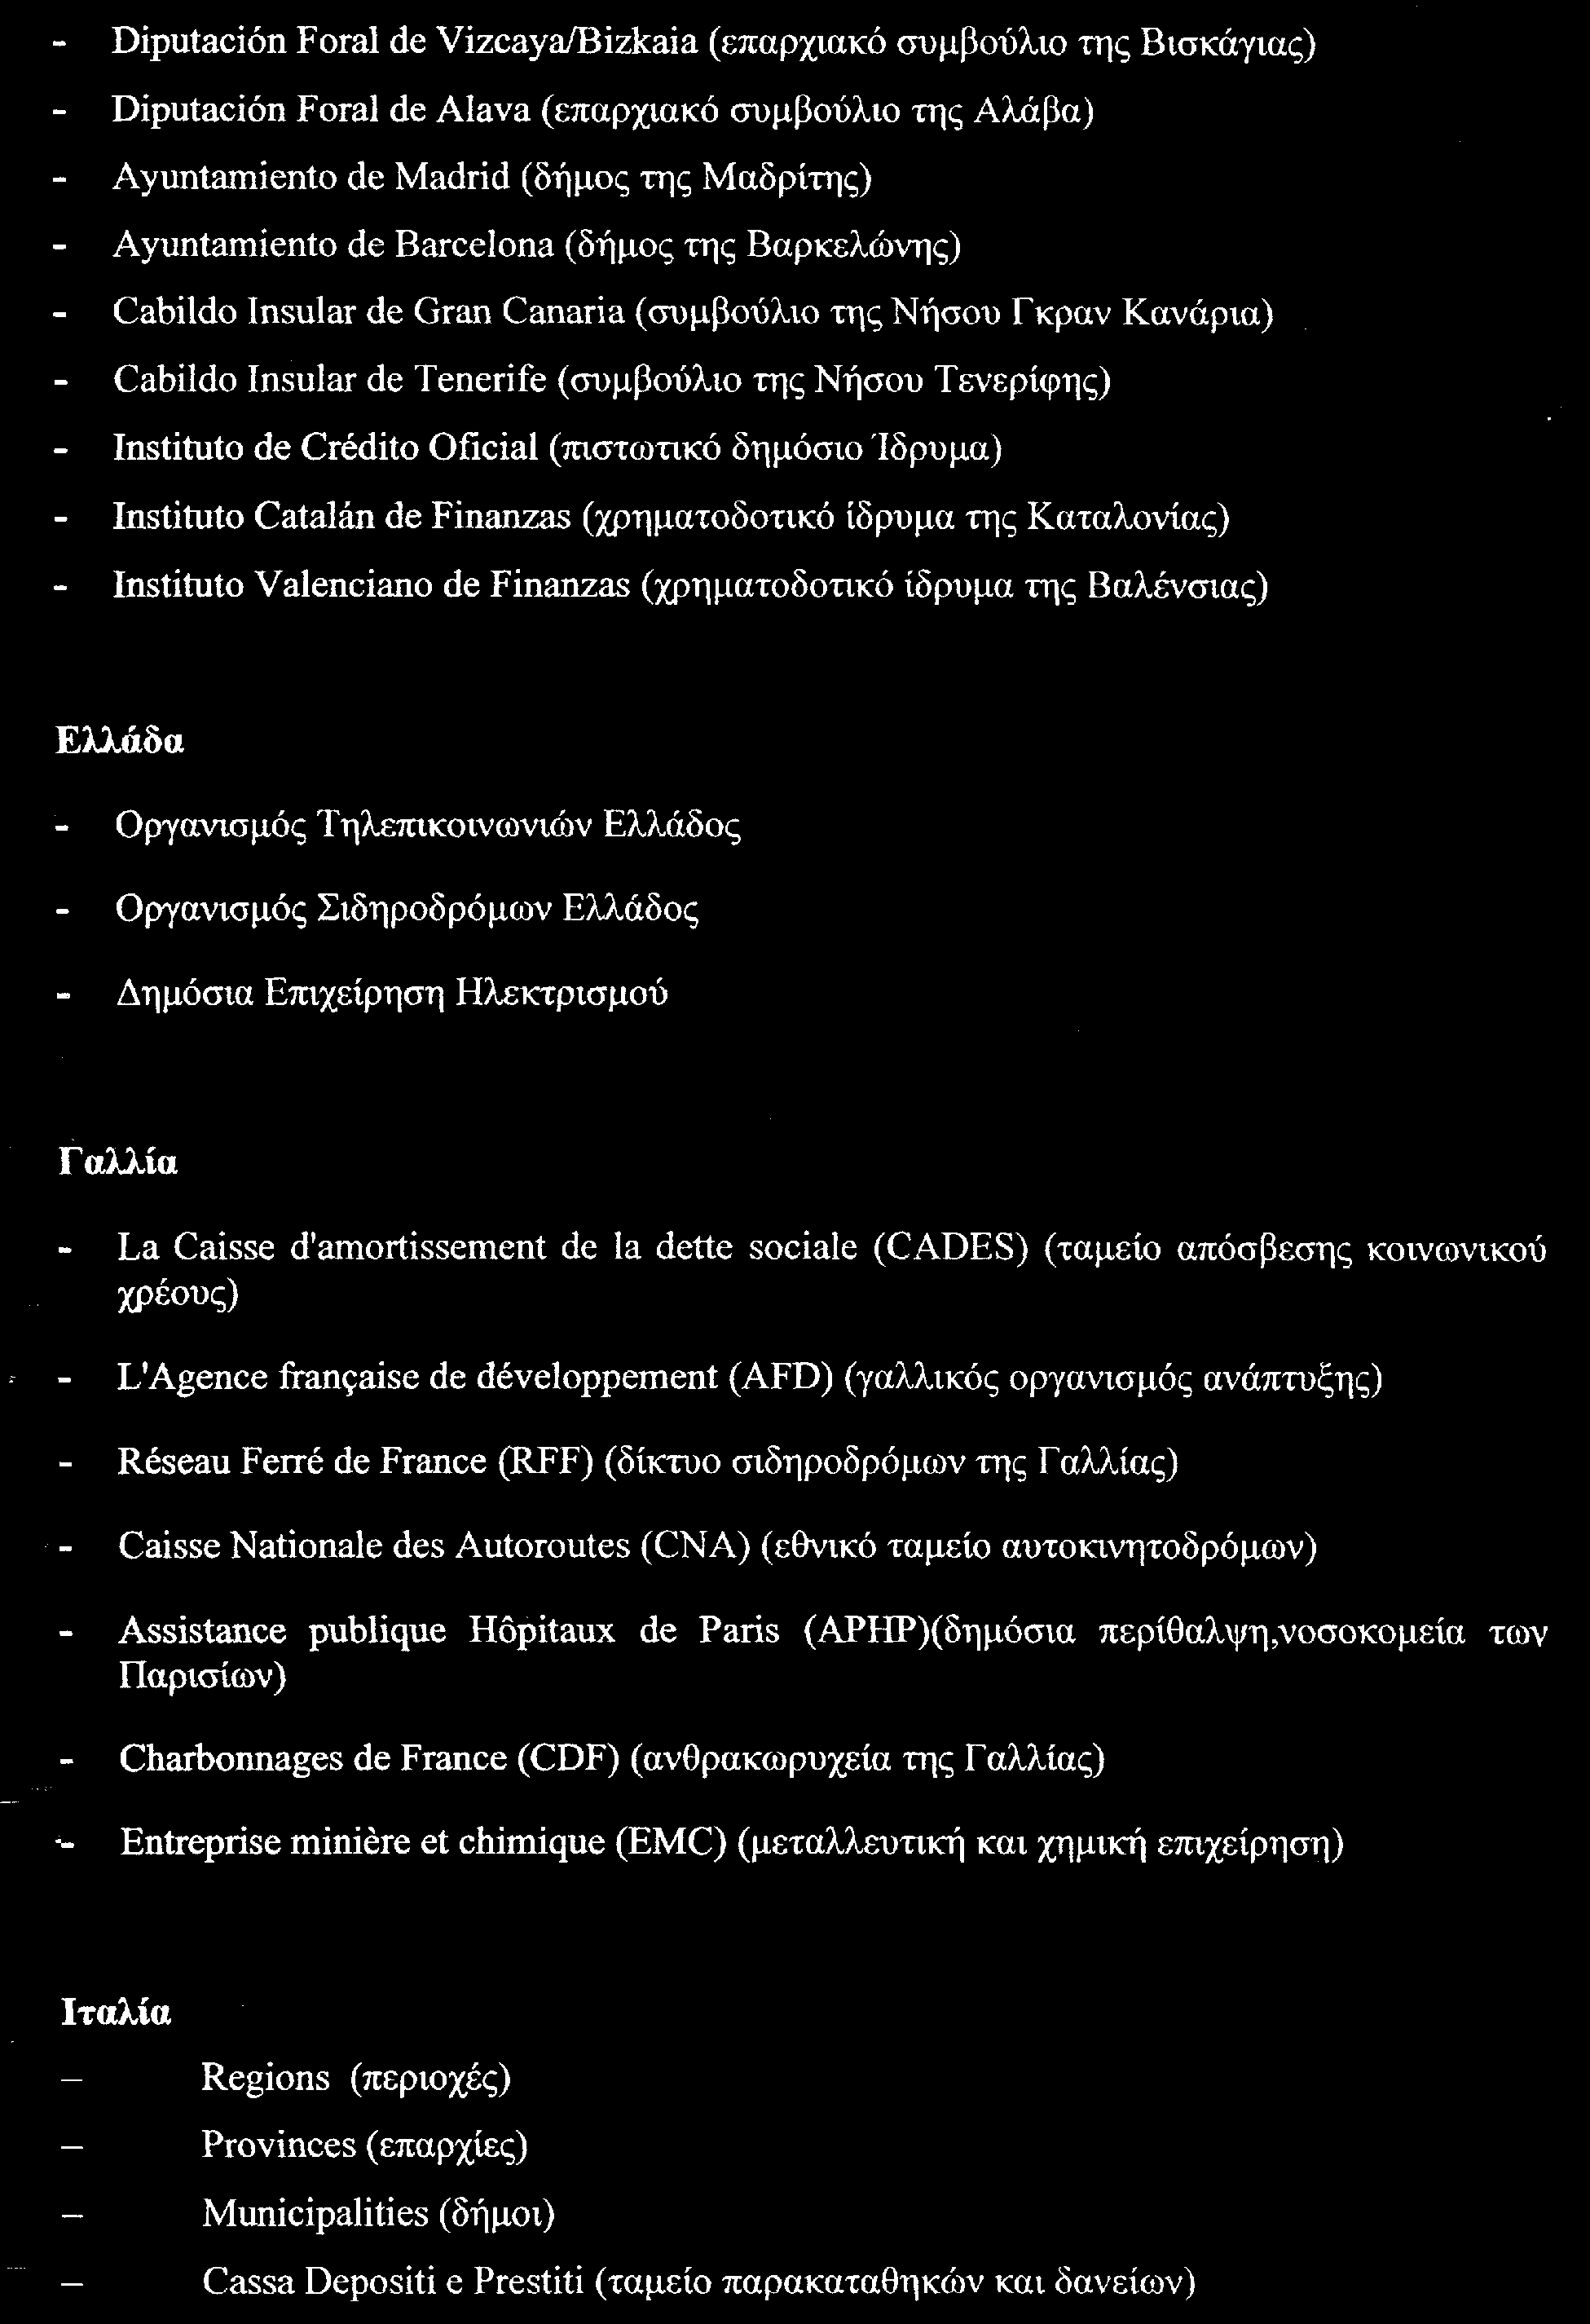 - Diputación Foral de Vizcaya/Bizkaia (επαρχιακό συμβούλιο της Βισκάγιας)
- Diputación Foral de Alava (επαρχιακό συμβούλιο της Αλάβα)
- Ayuntamiento de Madrid (δήμος της Μαδρίτης)
- Ayuntamiento de Barcelona (δήμος της Βαρκελώνης)
- Cabildo Insular de Gran Canaria (συμβούλιο της Νήσου Γκραν Κανάρια)
- Cabildo Insular de Tenerife (συμβούλιο της Νήσου Τενερίφης)
- Instituto de Crédito Oficial (πιστωτικό δημόσιο Ίδρυμα)
- Instituto Catalán de Finanzas (χρηματοδοτικό ίδρυμα της Καταλονίας)
- Instituto Valenciano de Finanzas (χρηματοδοτικό ίδρυμα της Βαλένσιας)
Ελλάδα
- Οργανισμός Τηλεπικοινωνιών Ελλάδος
- Οργανισμός Σιδηροδρόμων Ελλάδος
- Δημόσια Επιχείρηση Ηλεκτρισμού
Γαλλία
- La Caisse d'amortissement de la dette sociale (CADES) (ταμείο απόσβεσης κοινωνικού
χρέους)
- L'Agence française de développement (AFD) (γαλλικός οργανισμός ανάπτυξης)
- Réseau Ferré de France (RFF) (δίκτυο σιδηροδρόμων της Γαλλίας)
- Caisse Nationale des Autoroutes (CNA) (εθνικό ταμείο αυτοκινητοδρόμων)
- Assistance publique Hôpitaux de Paris (APHP)(δημόσια περίθαλψη,νοσοκομεία των
Παρισίων)
- Charbonnages de France (CDF) (ανθρακωρυχεία της Γαλλίας)
- Entreprise minière et chimique (EMC) (μεταλλευτική και χημική επιχείρηση)
Ιταλία
– Regions (περιοχές)
– Provinces (επαρχίες)
– Municipalities (δήμοι)
– Cassa Depositi e Prestiti (ταμείο παρακαταθηκών και δανείων)